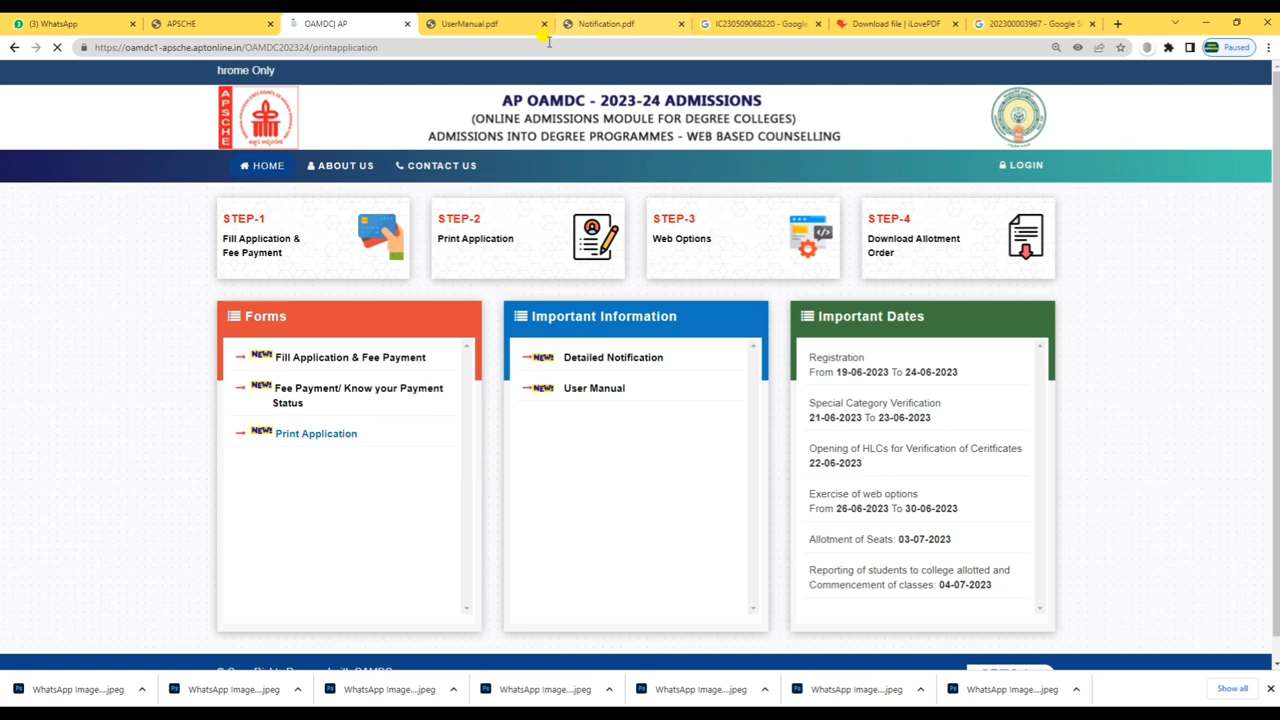 (3) WhatsApp
APSCHE
OAMDC| AP
UserManual.pdf
Notification.pdf
IC230509068220 - Google
Download file | iLovePDF
202300003967 - Google S
https://oamdc1-apsche.aptonline.in/OAMDC202324/printapplication
Paused
hrome Only
APSCHE
AP OAMDC - 2023-24 ADMISSIONS
(ONLINE ADMISSIONS MODULE FOR DEGREE COLLEGES)
ADMISSIONS INTO DEGREE PROGRAMMES - WEB BASED COUNSELLING
HOME
ABOUT US
CONTACT US
LOGIN
STEP-1
Fill Application &
Fee Payment
STEP-2
Print Application
STEP-3
Web Options
STEP-4
Download Allotment
Order
Forms
NEW! Fill Application & Fee Payment
NEW! Fee Payment/ Know your Payment
Status
NEW! Print Application
Important Information
NEW! Detailed Notification
NEW! User Manual
Important Dates
Registration
From 19-06-2023 To 24-06-2023
Special Category Verification
21-06-2023 To 23-06-2023
Opening of HLCs for Verification of Ceritficates
22-06-2023
Exercise of web options
From 26-06-2023 To 30-06-2023
Allotment of Seats: 03-07-2023
Reporting of students to college allotted and
Commencement of classes: 04-07-2023
WhatsApp Image....jpeg
WhatsApp Image....jpeg
WhatsApp Image....jpeg
WhatsApp Image....jpeg
WhatsApp Image....jpeg
WhatsApp Image....jpeg
WhatsApp Image....jpeg
Show all